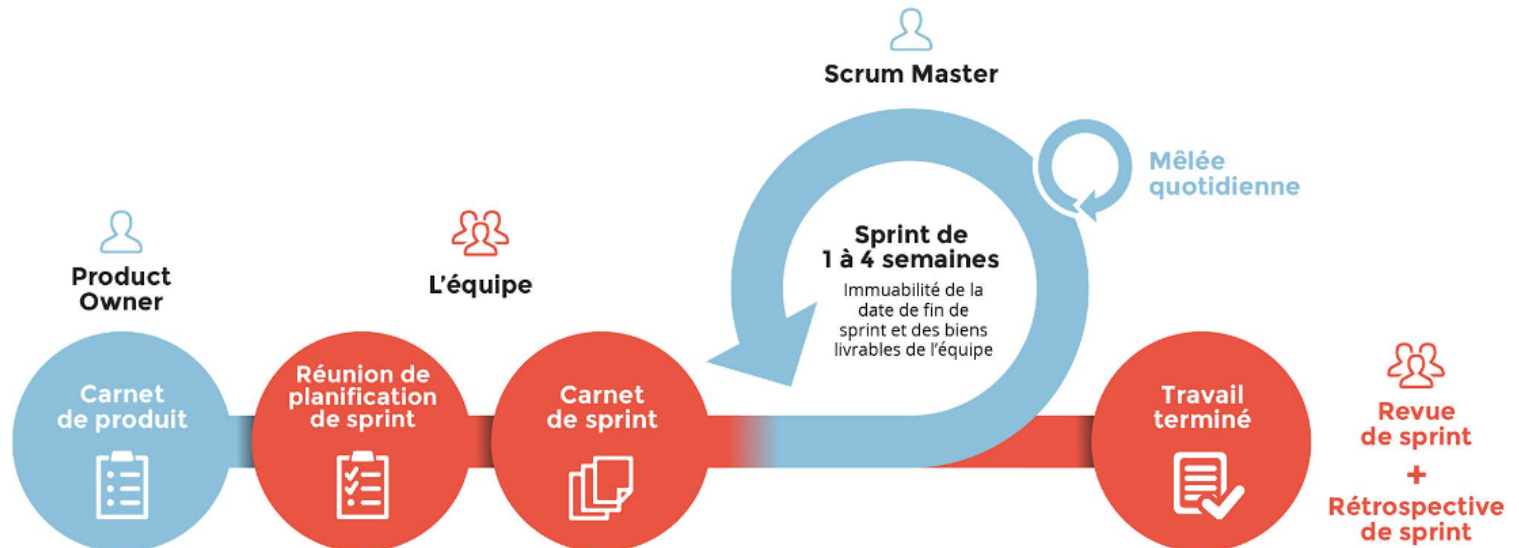 Scrum Master
Mêlée
quotidienne
Sprint de
1 à 4 semaines
Immuabilité de la
date de fin de
sprint et des biens
livrables de l'équipe
Product
Owner
L'équipe
Carnet
de produit
Réunion de
planification
de sprint
Carnet
de sprint
Travail
terminé
Revue
de sprint
+
Rétrospective
de sprint